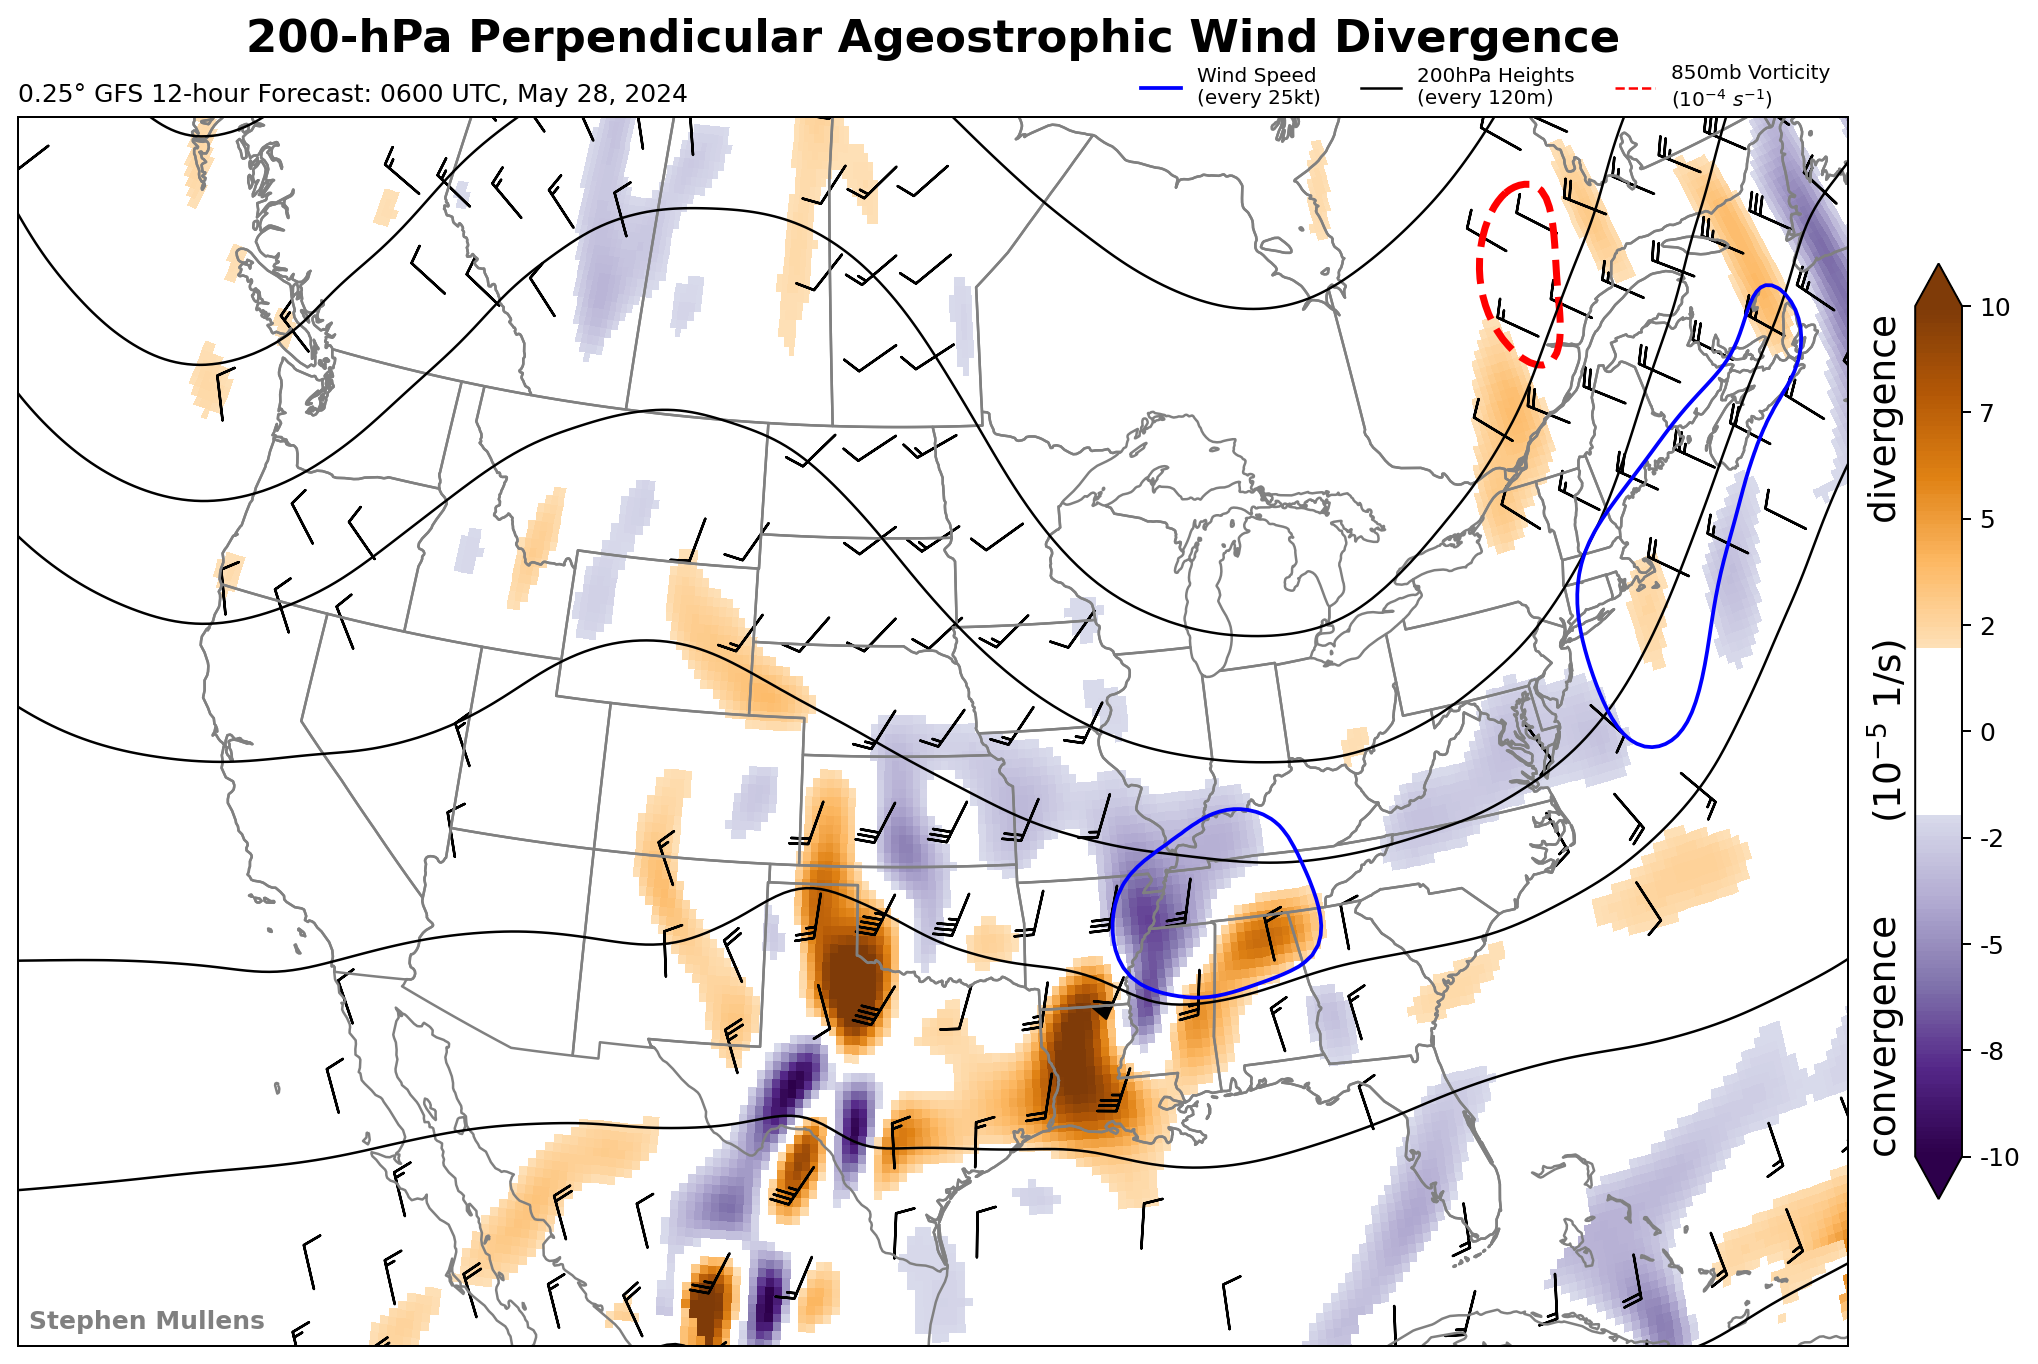 200-hPa Perpendicular Ageostrophic Wind Divergence
0.25° GFS 12-hour Forecast: 0600 UTC, May 28, 2024
Wind Speed
(every 25kt)
200hPa Heights
(every 120m)
850mb Vorticity
(10⁻⁴ s⁻¹)
10
7
5
2
0
-2
-5
-8
-10
convergence (10⁻⁵ 1/s) divergence
Stephen Mullens